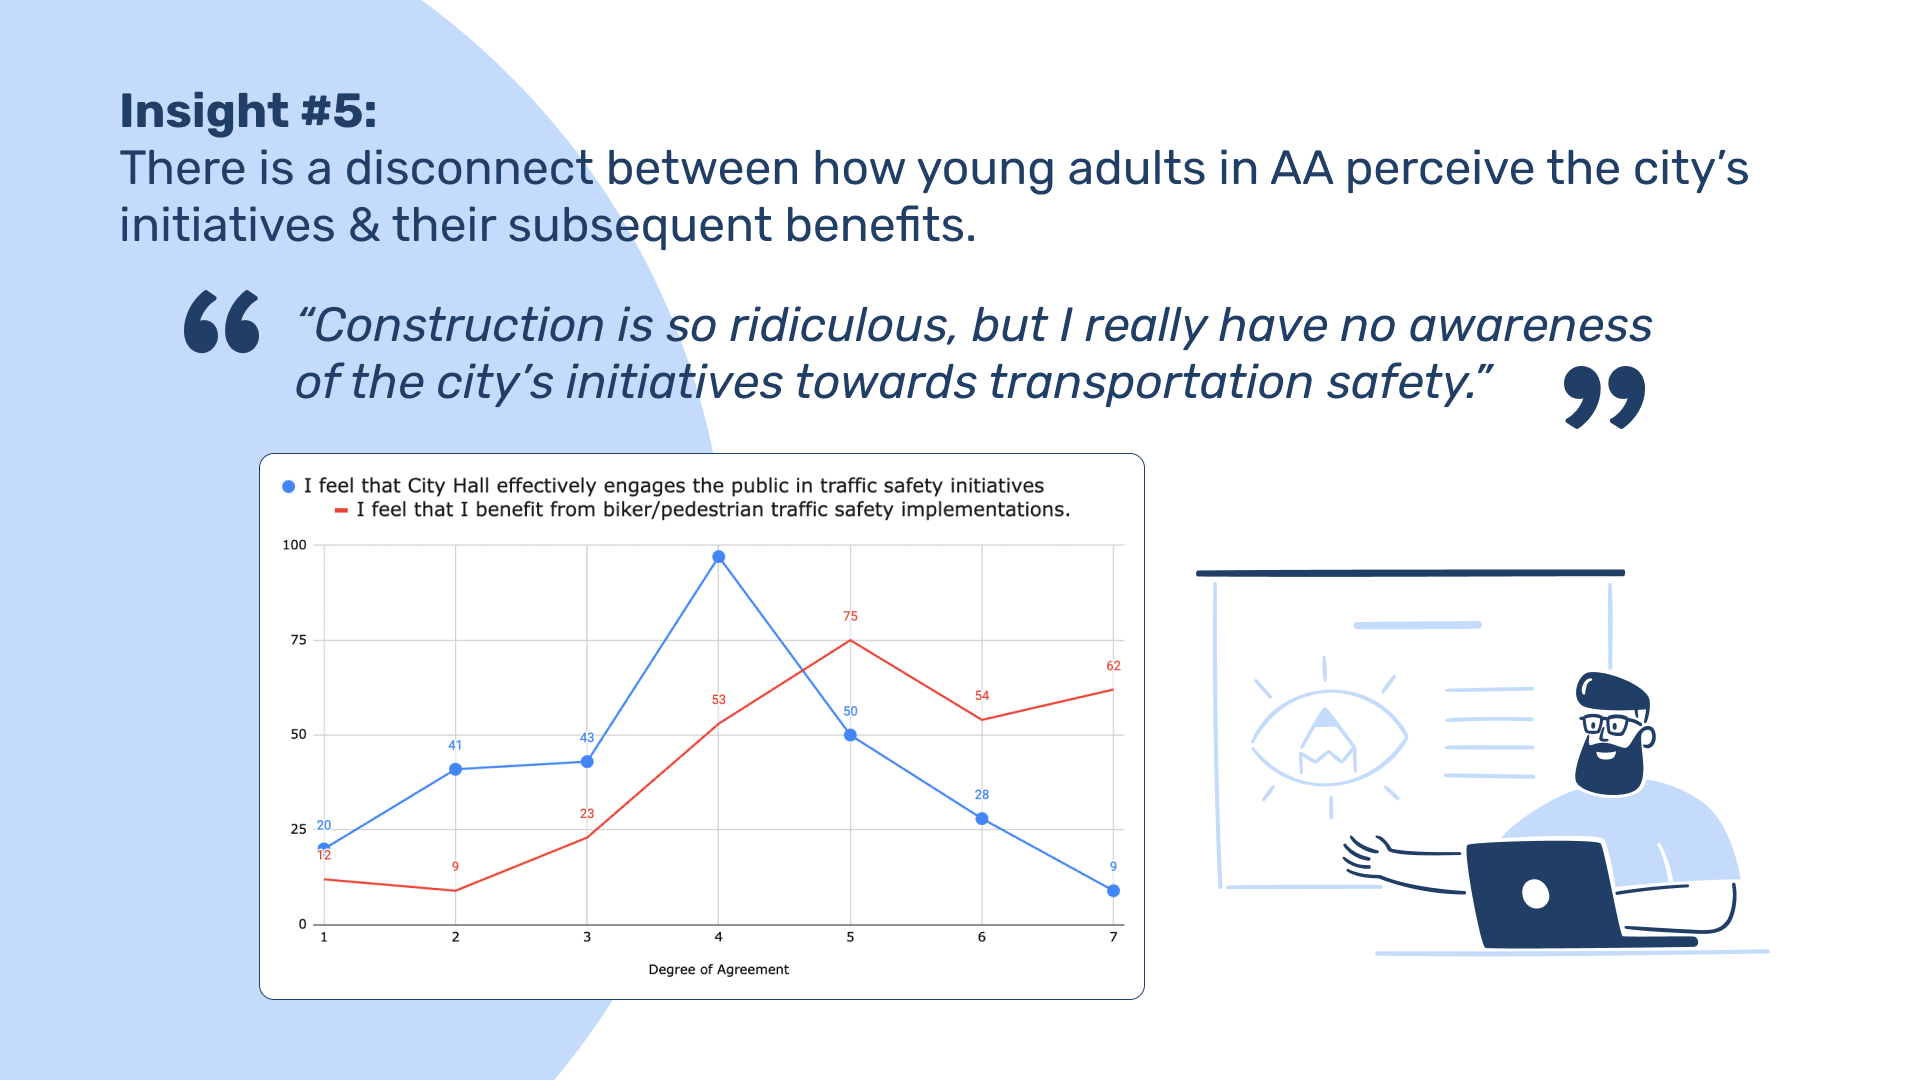 Insight #5:
There is a disconnect between how young adults in AA perceive the city’s
initiatives & their subsequent benefits.
“
“Construction is so ridiculous, but I really have no awareness
of the city’s initiatives towards transportation safety.”
”
I feel that City Hall effectively engages the public in traffic safety initiatives
I feel that I benefit from biker/pedestrian traffic safety implementations.
100
75
50
25
0
20
41
43
50
28
9
12
9
23
53
75
54
62
1 2 3 4 5 6 7
Degree of Agreement